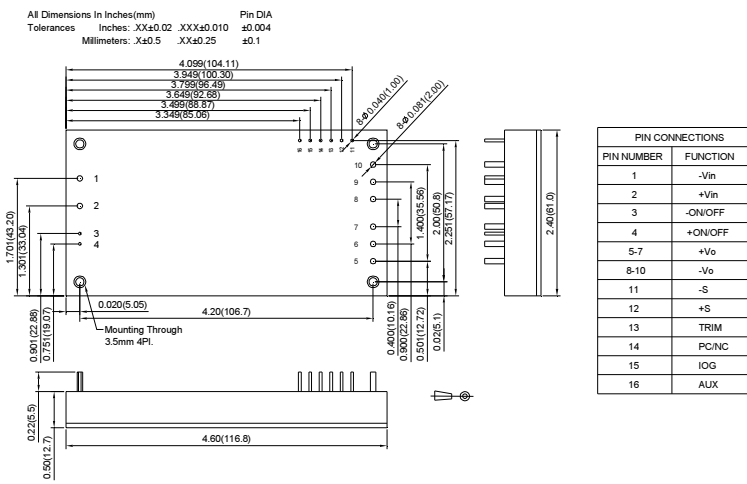 All Dimensions In Inches(mm) Pin DIA
Tolerances Inches: .XX±0.02 .XXX±0.010 ±0.004
Millimeters: .X±0.5 .XX±0.25 ±0.1
4.099(104.11)
3.949(100.30)
3.799(96.49)
3.649(92.68)
3.499(88.87)
3.349(85.06)
8-Ø0.040(1.00)
8-Ø0.081(2.00)
16 15 14 13 12 11
10
9
8
7
6
5
1
2
3
4
1.701(43.20)
1.301(33.04)
0.901(22.88)
0.751(19.07)
0.020(5.05)
4.20(106.7)
Mounting Through
3.5mm 4PI.
1.400(35.56)
2.00(50.8)
2.251(57.17)
0.400(10.16)
0.900(22.86)
0.501(12.72)
0.02(5.1)
2.40(61.0)
0.22(5.5)
0.50(12.7)
4.60(116.8)
PIN CONNECTIONS
PIN NUMBER FUNCTION
1 -Vin
2 +Vin
3 -ON/OFF
4 +ON/OFF
5-7 +Vo
8-10 -Vo
11 -S
12 +S
13 TRIM
14 PC/NC
15 IOG
16 AUX